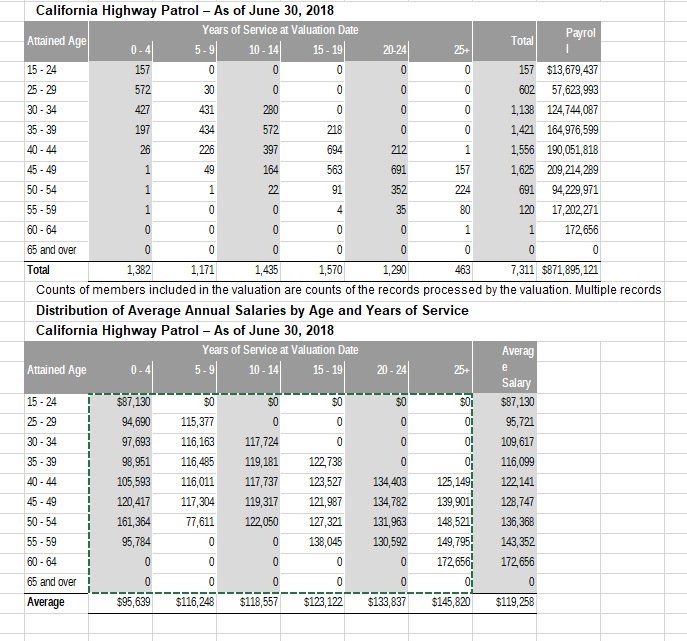 California Highway Patrol – As of June 30, 2018
Attained Age Years of Service at Valuation Date Total Payrol
0 - 4 5 - 9 10 - 14 15 - 19 20-24 25+ l
15 - 24 157 0 0 0 0 0 157 $13,679,437
25 - 29 572 30 0 0 0 0 602 57,623,993
30 - 34 427 431 280 0 0 0 1,138 124,744,087
35 - 39 197 434 572 218 0 0 1,421 164,976,599
40 - 44 26 226 397 694 212 1 1,556 190,051,818
45 - 49 1 49 164 563 691 157 1,625 209,214,289
50 - 54 1 1 22 91 352 224 691 94,229,971
55 - 59 1 0 0 4 35 80 120 17,202,271
60 - 64 0 0 0 0 0 1 1 172,656
65 and over 0 0 0 0 0 0 0 0
Total 1,382 1,171 1,435 1,570 1,290 463 7,311 $871,895,121
Counts of members included in the valuation are counts of the records processed by the valuation. Multiple records
Distribution of Average Annual Salaries by Age and Years of Service
California Highway Patrol – As of June 30, 2018
Years of Service at Valuation Date Averag
Attained Age 0 - 4 5 - 9 10 - 14 15 - 19 20 - 24 25+ e
Salary
15 - 24 $87,130 $0 $0 $0 $0 $0 $87,130
25 - 29 94,690 115,377 0 0 0 0 95,721
30 - 34 97,693 116,163 117,724 0 0 0 109,617
35 - 39 98,951 116,485 119,181 122,738 0 0 116,099
40 - 44 105,593 116,011 117,737 123,527 134,403 125,149 122,141
45 - 49 120,417 117,304 119,317 121,987 134,782 139,901 128,747
50 - 54 161,364 77,611 122,050 127,321 131,963 148,521 136,368
55 - 59 95,784 0 0 138,045 130,592 149,795 143,352
60 - 64 0 0 0 0 0 172,656 172,656
65 and over 0 0 0 0 0 0 0
Average $95,639 $116,248 $118,557 $123,122 $133,837 $145,820 $119,258